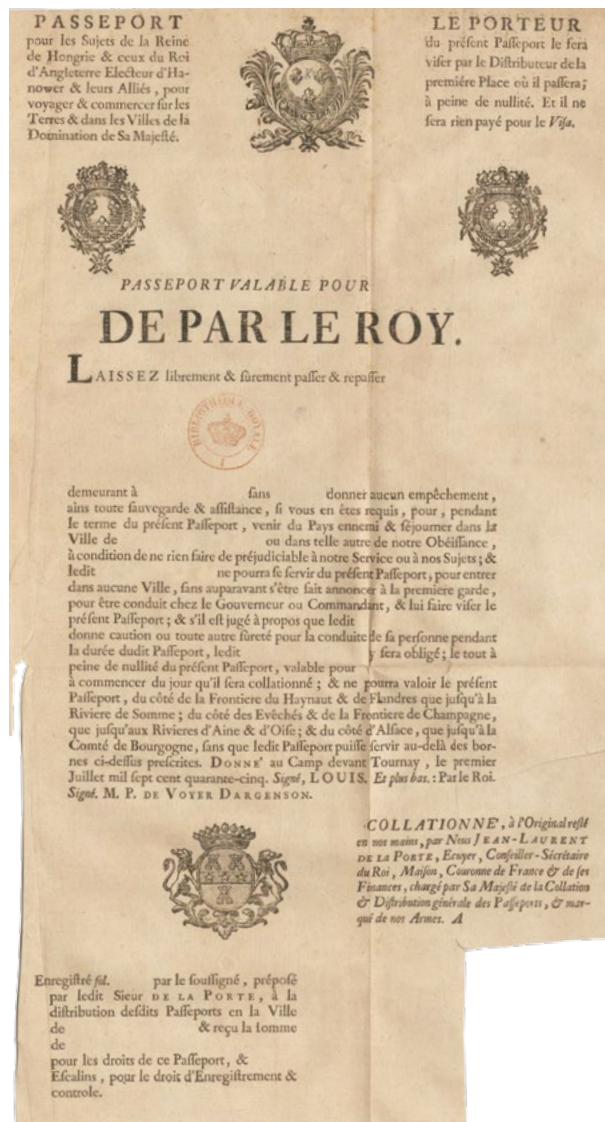 PASSEPORT
pour les Sujets de la Reine
de Hongrie & ceux du Roi
d'Angleterre Electeur d'Ha-
nower & leurs Alliés, pour
voyager & commercer sur les
Terres & dans les Villes de la
Domination de Sa Majesté.
LE PORTEUR
du présent Passeport le fera
viser par le Distributeur de la
premiére Place où il passera;
à peine de nullité. Et il ne
sera rien payé pour le Visa.
PASSEPORT VALABLE POUR
DE PAR LE ROY.
LAISSEZ librement & sûrement passer & repasser
BIBLIOTHEQUE ROYALE
I
demeurant à sans donner aucun empêchement,
ains toute sauvegarde & assistance, si vous en êtes requis, pour, pendant
le terme du présent Passeport, venir du Pays ennemi & séjourner dans la
Ville de ou dans telle autre de notre Obéissance,
à condition de ne rien faire de préjudiciable à notre Service ou à nos Sujets; &
ledit ne pourra se servir du présent Passeport, pour entrer
dans aucune Ville, sans auparavant s'être fait annoncer à la premiere garde,
pour être conduit chez le Gouverneur ou Commandant, & lui faire viser le
présent Passeport; & s'il est jugé à propos que ledit
donne caution ou toute autre sûreté pour la conduite de sa personne pendant
la durée dudit Passeport, ledit y sera obligé; le tout à
peine de nullité du présent Passeport, valable pour
à commencer du jour qu'il sera collationné; & ne pourra valoir le présent
Passeport, du côté de la Frontiere du Haynaut & de Flandres que jusqu'à la
Riviere de Somme; du côté des Evêchés & de la Frontiere de Champagne,
que jusqu'aux Rivieres d'Aine & d'Oise; & du côté d'Alsace, que jusqu'à la
Comté de Bourgogne, sans que ledit Passeport puisse servir au-delà des bor-
nes ci-dessus prescrites. DONNE' au Camp devant Tournay, le premier
Juillet mil sept cent quarante-cinq. Signé, LOUIS. Et plus bas.: Par le Roi.
Signé. M. P. DE VOYER DARGENSON.
COLLATIONNE', à l'Original resté
en nos mains, par Nous JEAN-LAURENT
DE LA PORTE, Ecuyer, Conseiller-Sécrétaire
du Roi, Maison, Couronne de France & de ses
Finances, chargé par Sa Majesté de la Collation
& Distribution générale des Passeports, & mar-
qué de nos Armes. A
Enregistré fol. par le soussigné, préposé
par ledit Sieur DE LA PORTE, à la
distribution desdits Passeports en la Ville
de & reçu la somme
de
pour les droits de ce Passeport, &
Escalins, pour le droit d'Enregistrement &
controle.